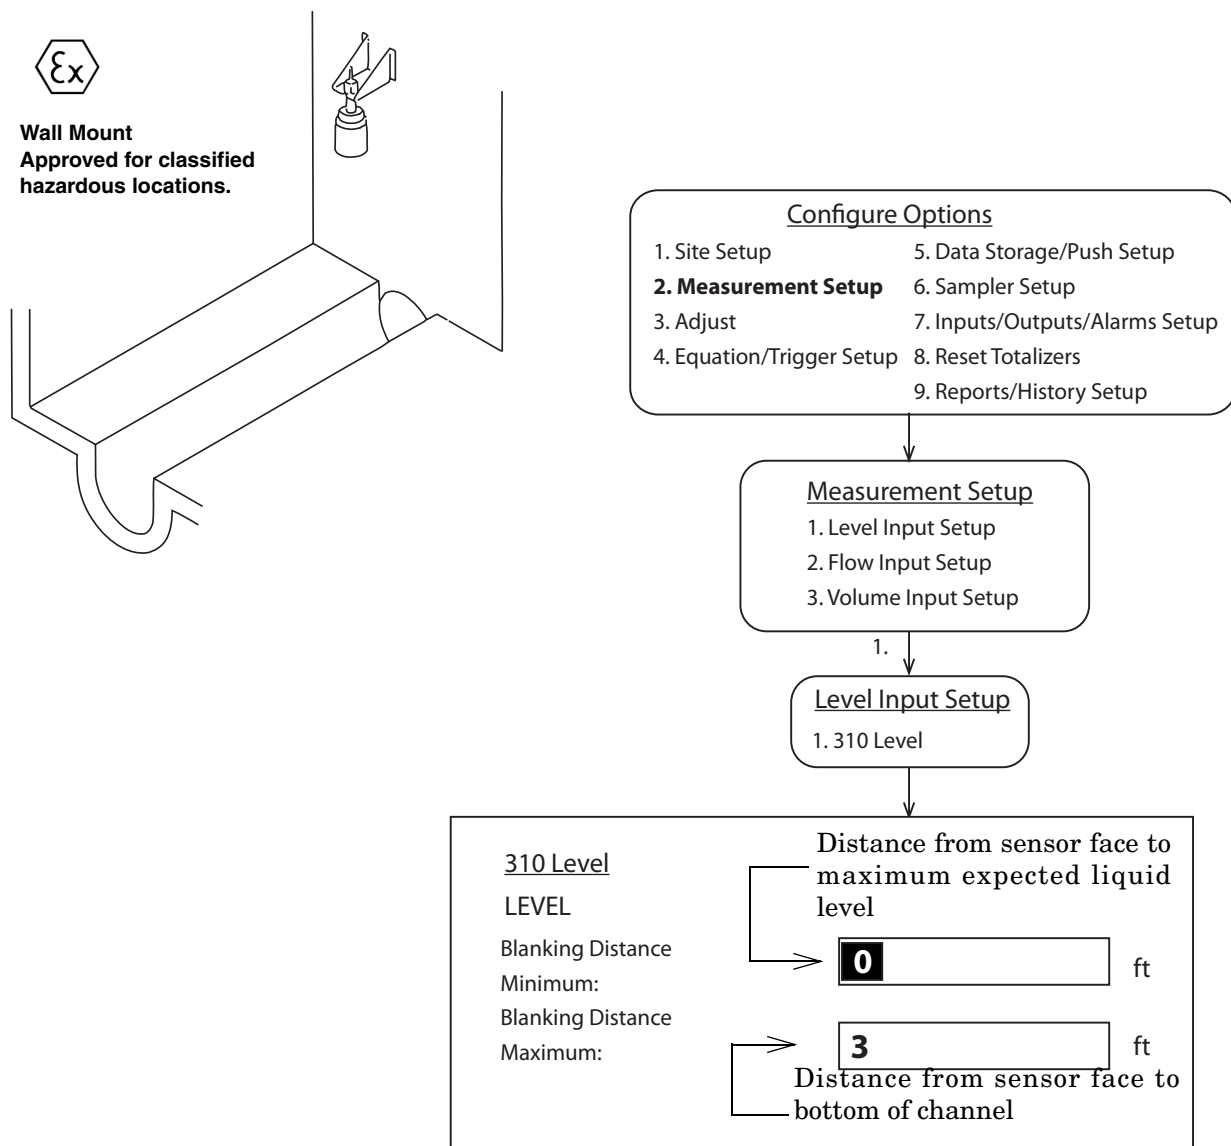 Ex
Wall Mount
Approved for classified
hazardous locations.
Configure Options
1. Site Setup
2. Measurement Setup
3. Adjust
4. Equation/Trigger Setup
5. Data Storage/Push Setup
6. Sampler Setup
7. Inputs/Outputs/Alarms Setup
8. Reset Totalizers
9. Reports/History Setup
Measurement Setup
1. Level Input Setup
2. Flow Input Setup
3. Volume Input Setup
1.
Level Input Setup
1. 310 Level
310 Level
LEVEL
Distance from sensor face to
maximum expected liquid
level
Blanking Distance
Minimum:
0 ft
Blanking Distance
Maximum:
3 ft
Distance from sensor face to
bottom of channel